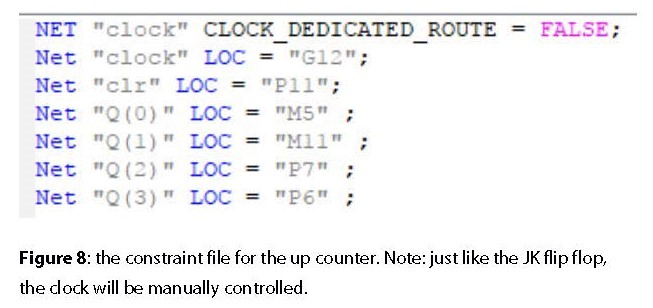 NET "clock" CLOCK_DEDICATED_ROUTE = FALSE;
Net "clock" LOC = "G12";
Net "clr" LOC = "P11";
Net "Q(0)" LOC = "M5" ;
Net "Q(1)" LOC = "M11" ;
Net "Q(2)" LOC = "P7" ;
Net "Q(3)" LOC = "P6" ;
Figure 8: the constraint file for the up counter. Note: just like the JK flip flop,
the clock will be manually controlled.